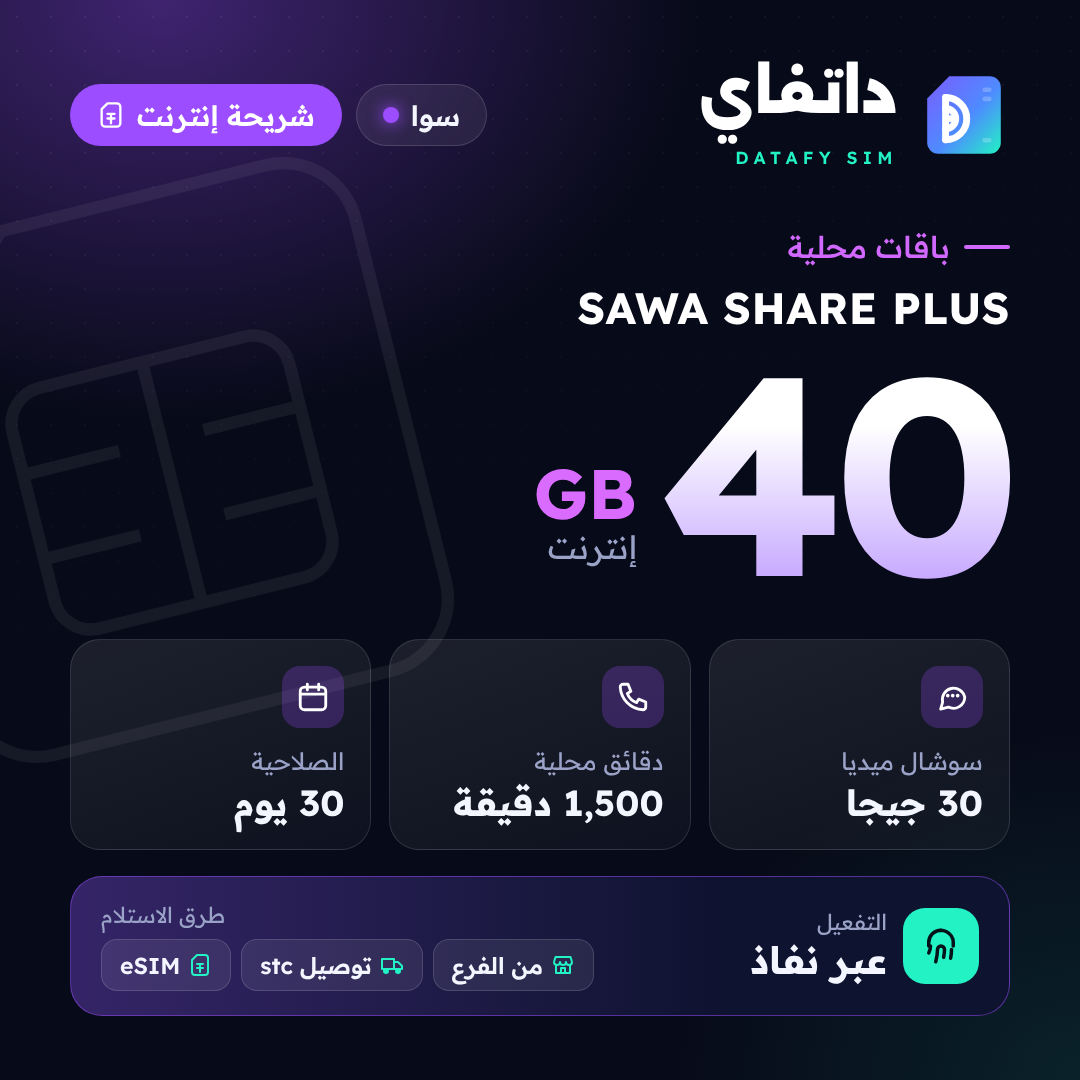 داتفاي
DATAFY SIM
سوا
شريحة إنترنت
باقات محلية
SAWA SHARE PLUS
40 GB
إنترنت
سوشال ميديا
30 جيجا
دقائق محلية
1,500 دقيقة
الصلاحية
30 يوم
التفعيل
عبر نفاذ
طرق الاستلام
من الفرع
توصيل stc
eSIM